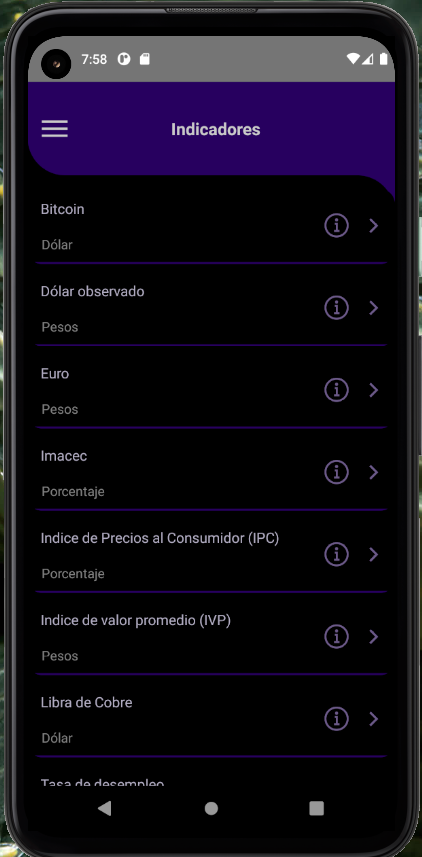 7:58
Indicadores
Bitcoin
Dólar
Dólar observado
Pesos
Euro
Pesos
Imacec
Porcentaje
Indice de Precios al Consumidor (IPC)
Porcentaje
Indice de valor promedio (IVP)
Pesos
Libra de Cobre
Dólar
Tasa de desempleo